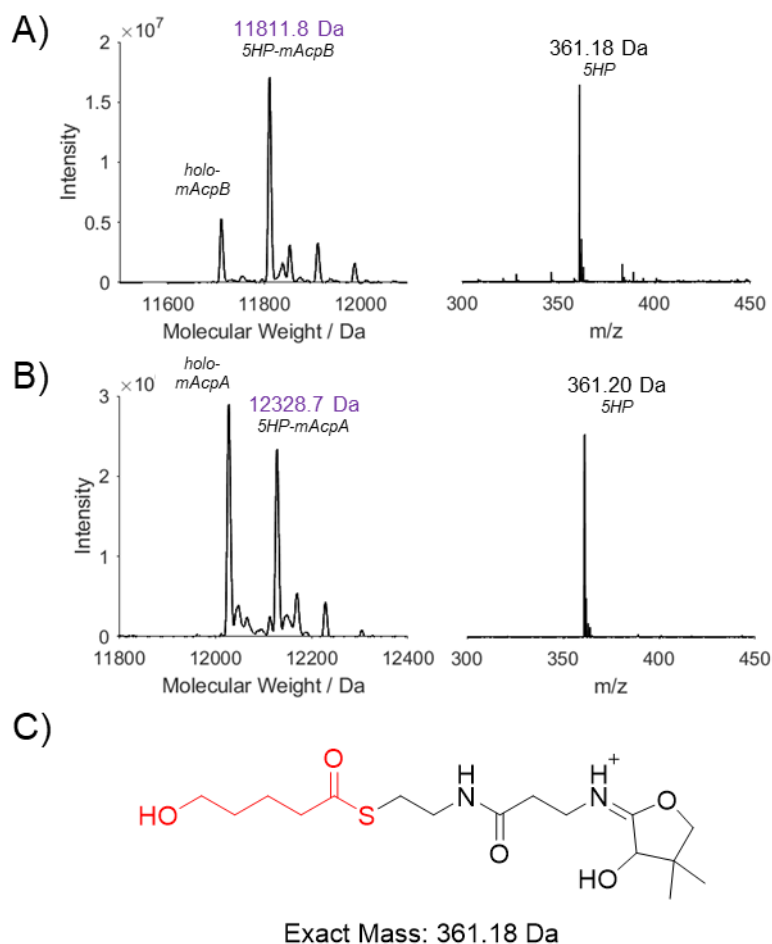 A)
×10⁷
11811.8 Da
5HP-mAcpB
361.18 Da
5HP
holo-
mAcpB
Intensity
2
1.5
1
0.5
0
11600 11800 12000
Molecular Weight / Da
300 350 400 450
m/z
B)
×10
holo-
mAcpA
12328.7 Da
5HP-mAcpA
361.20 Da
5HP
Intensity
3
2
1
0
11800 12000 12200 12400
Molecular Weight / Da
300 350 400 450
m/z
C)
O
HO
S
H
N
O
H
N
+
O
HO
Exact Mass: 361.18 Da